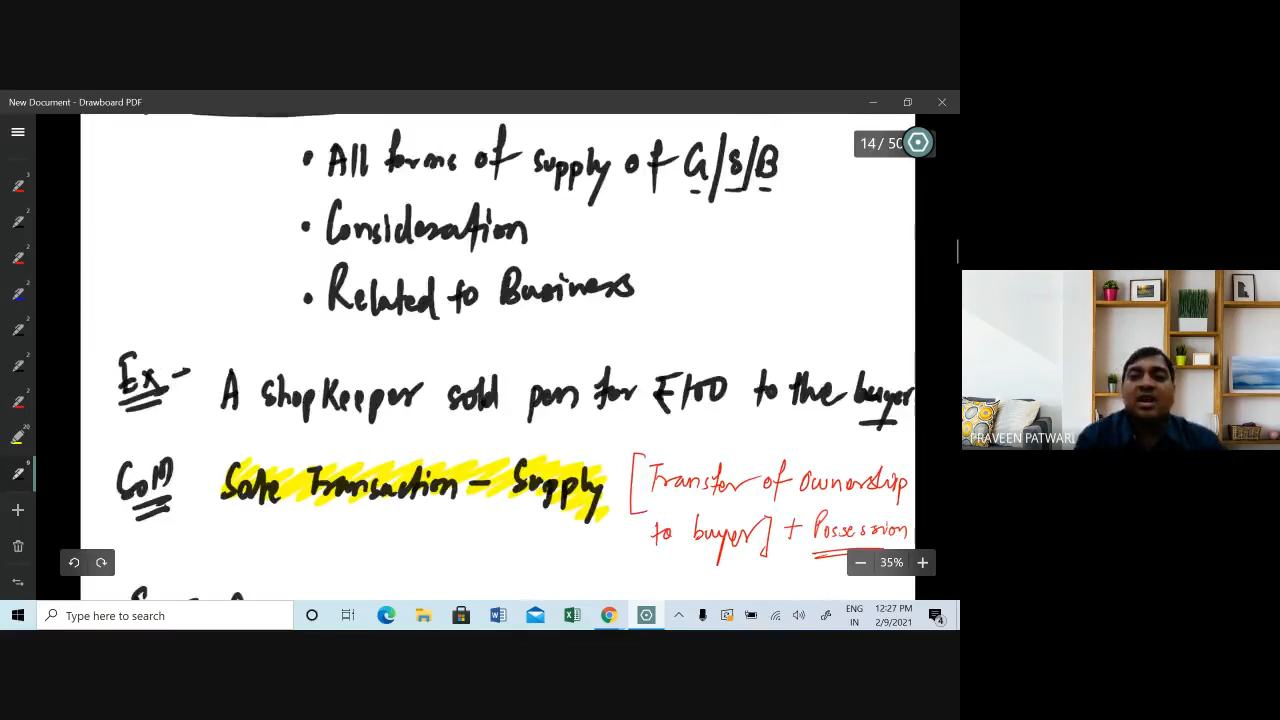 New Document - Drawboard PDF
14 / 50
• All forms of supply of G/S/B
• Consideration
• Related to Business
Ex - A shopkeeper sold pen for ₹100 to the buyer
Soln Sale Transaction - Supply [Transfer of ownership
to buyer] + Possession
35%
PRAVEEN PATWARI
Type here to search
ENG
IN
12:27 PM
2/9/2021
4